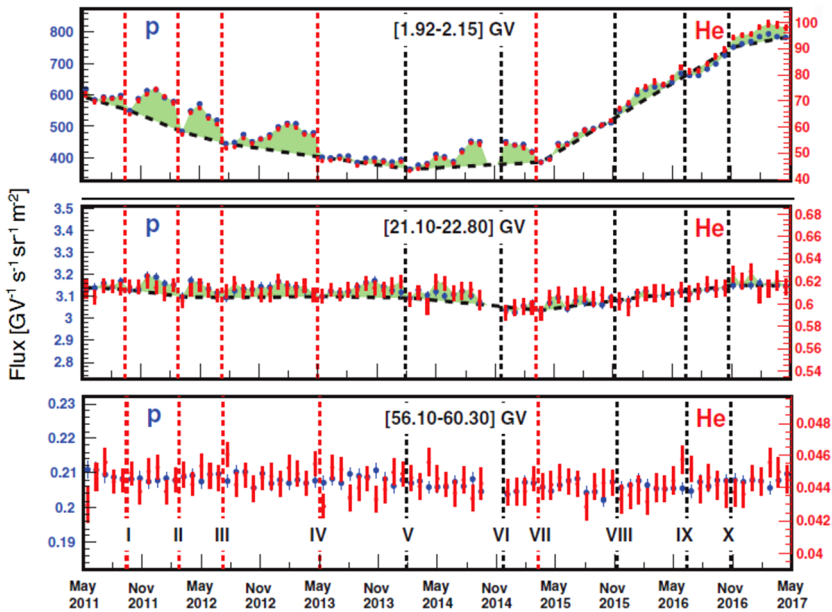 p
[1.92-2.15] GV
He
800
700
600
500
400
100
90
80
70
60
50
40
Flux [GV⁻¹ s⁻¹ sr⁻¹ m⁻²]
p
[21.10-22.80] GV
He
3.5
3.4
3.3
3.2
3.1
3
2.9
2.8
0.68
0.66
0.64
0.62
0.6
0.58
0.56
0.54
p
[56.10-60.30] GV
He
0.23
0.22
0.21
0.2
0.19
0.048
0.046
0.044
0.042
0.04
I II III IV V VI VII VIII IX X
May Nov May Nov May Nov May Nov May Nov May Nov May
2011 2011 2012 2012 2013 2013 2014 2014 2015 2015 2016 2016 2017